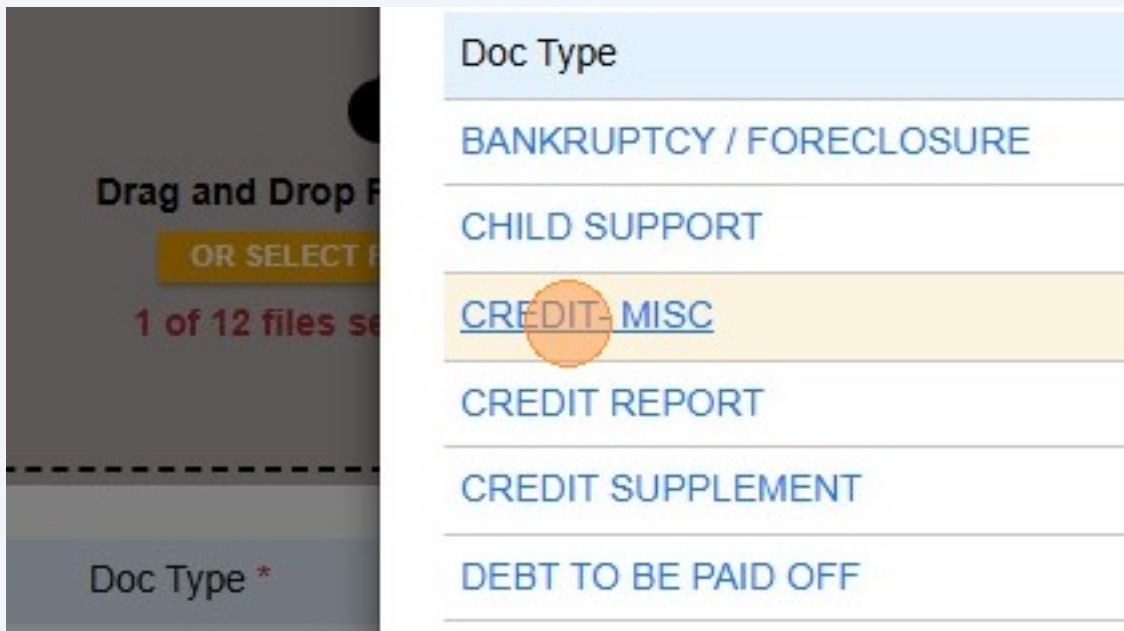 Drag and Drop
OR SELECT
1 of 12 files
Doc Type *
Doc Type
BANKRUPTCY / FORECLOSURE
CHILD SUPPORT
CREDIT- MISC
CREDIT REPORT
CREDIT SUPPLEMENT
DEBT TO BE PAID OFF